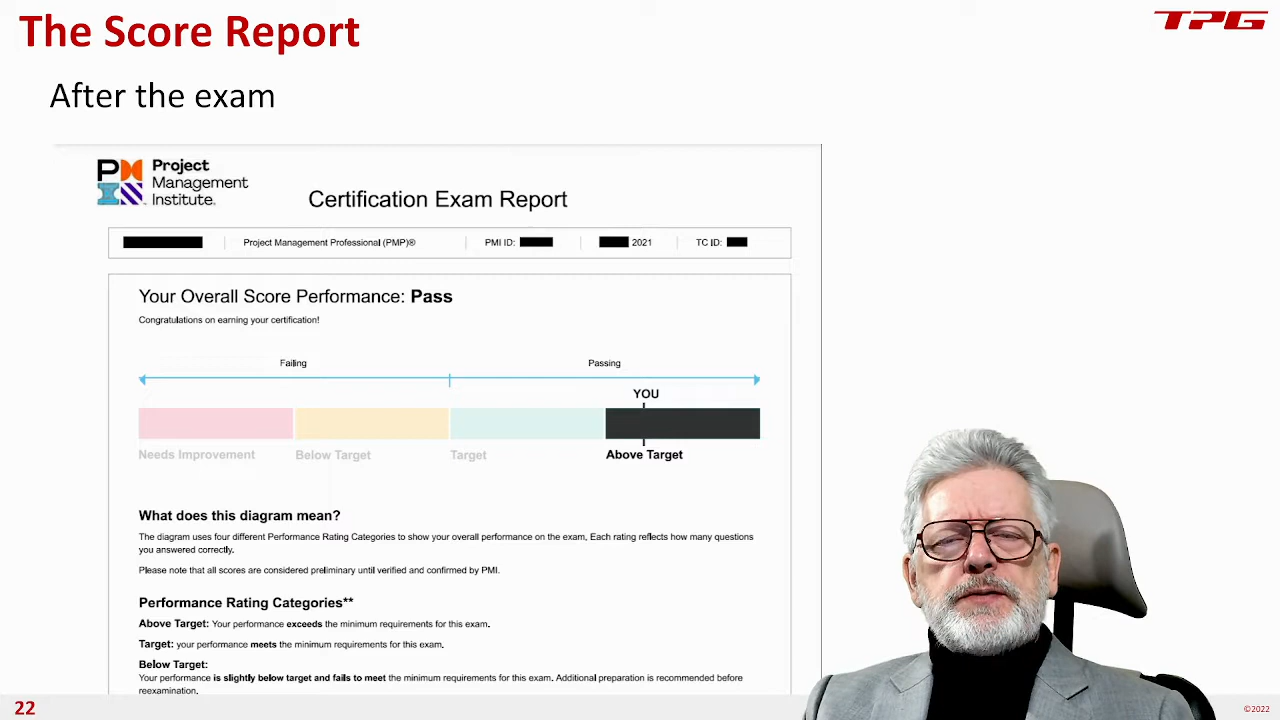 The Score Report
TPG
After the exam
PM
Project
Management
Institute.
Certification Exam Report
Project Management Professional (PMP)® PMI ID: 2021 TC ID:
Your Overall Score Performance: Pass
Congratulations on earning your certification!
Failing Passing
YOU
Needs Improvement Below Target Target Above Target
What does this diagram mean?
The diagram uses four different Performance Rating Categories to show your overall performance on the exam. Each rating reflects how many questions
you answered correctly.
Please note that all scores are considered preliminary until verified and confirmed by PMI.
Performance Rating Categories**
Above Target: Your performance exceeds the minimum requirements for this exam.
Target: your performance meets the minimum requirements for this exam.
Below Target:
Your performance is slightly below target and fails to meet the minimum requirements for this exam. Additional preparation is recommended before
reexamination.
22
©2022